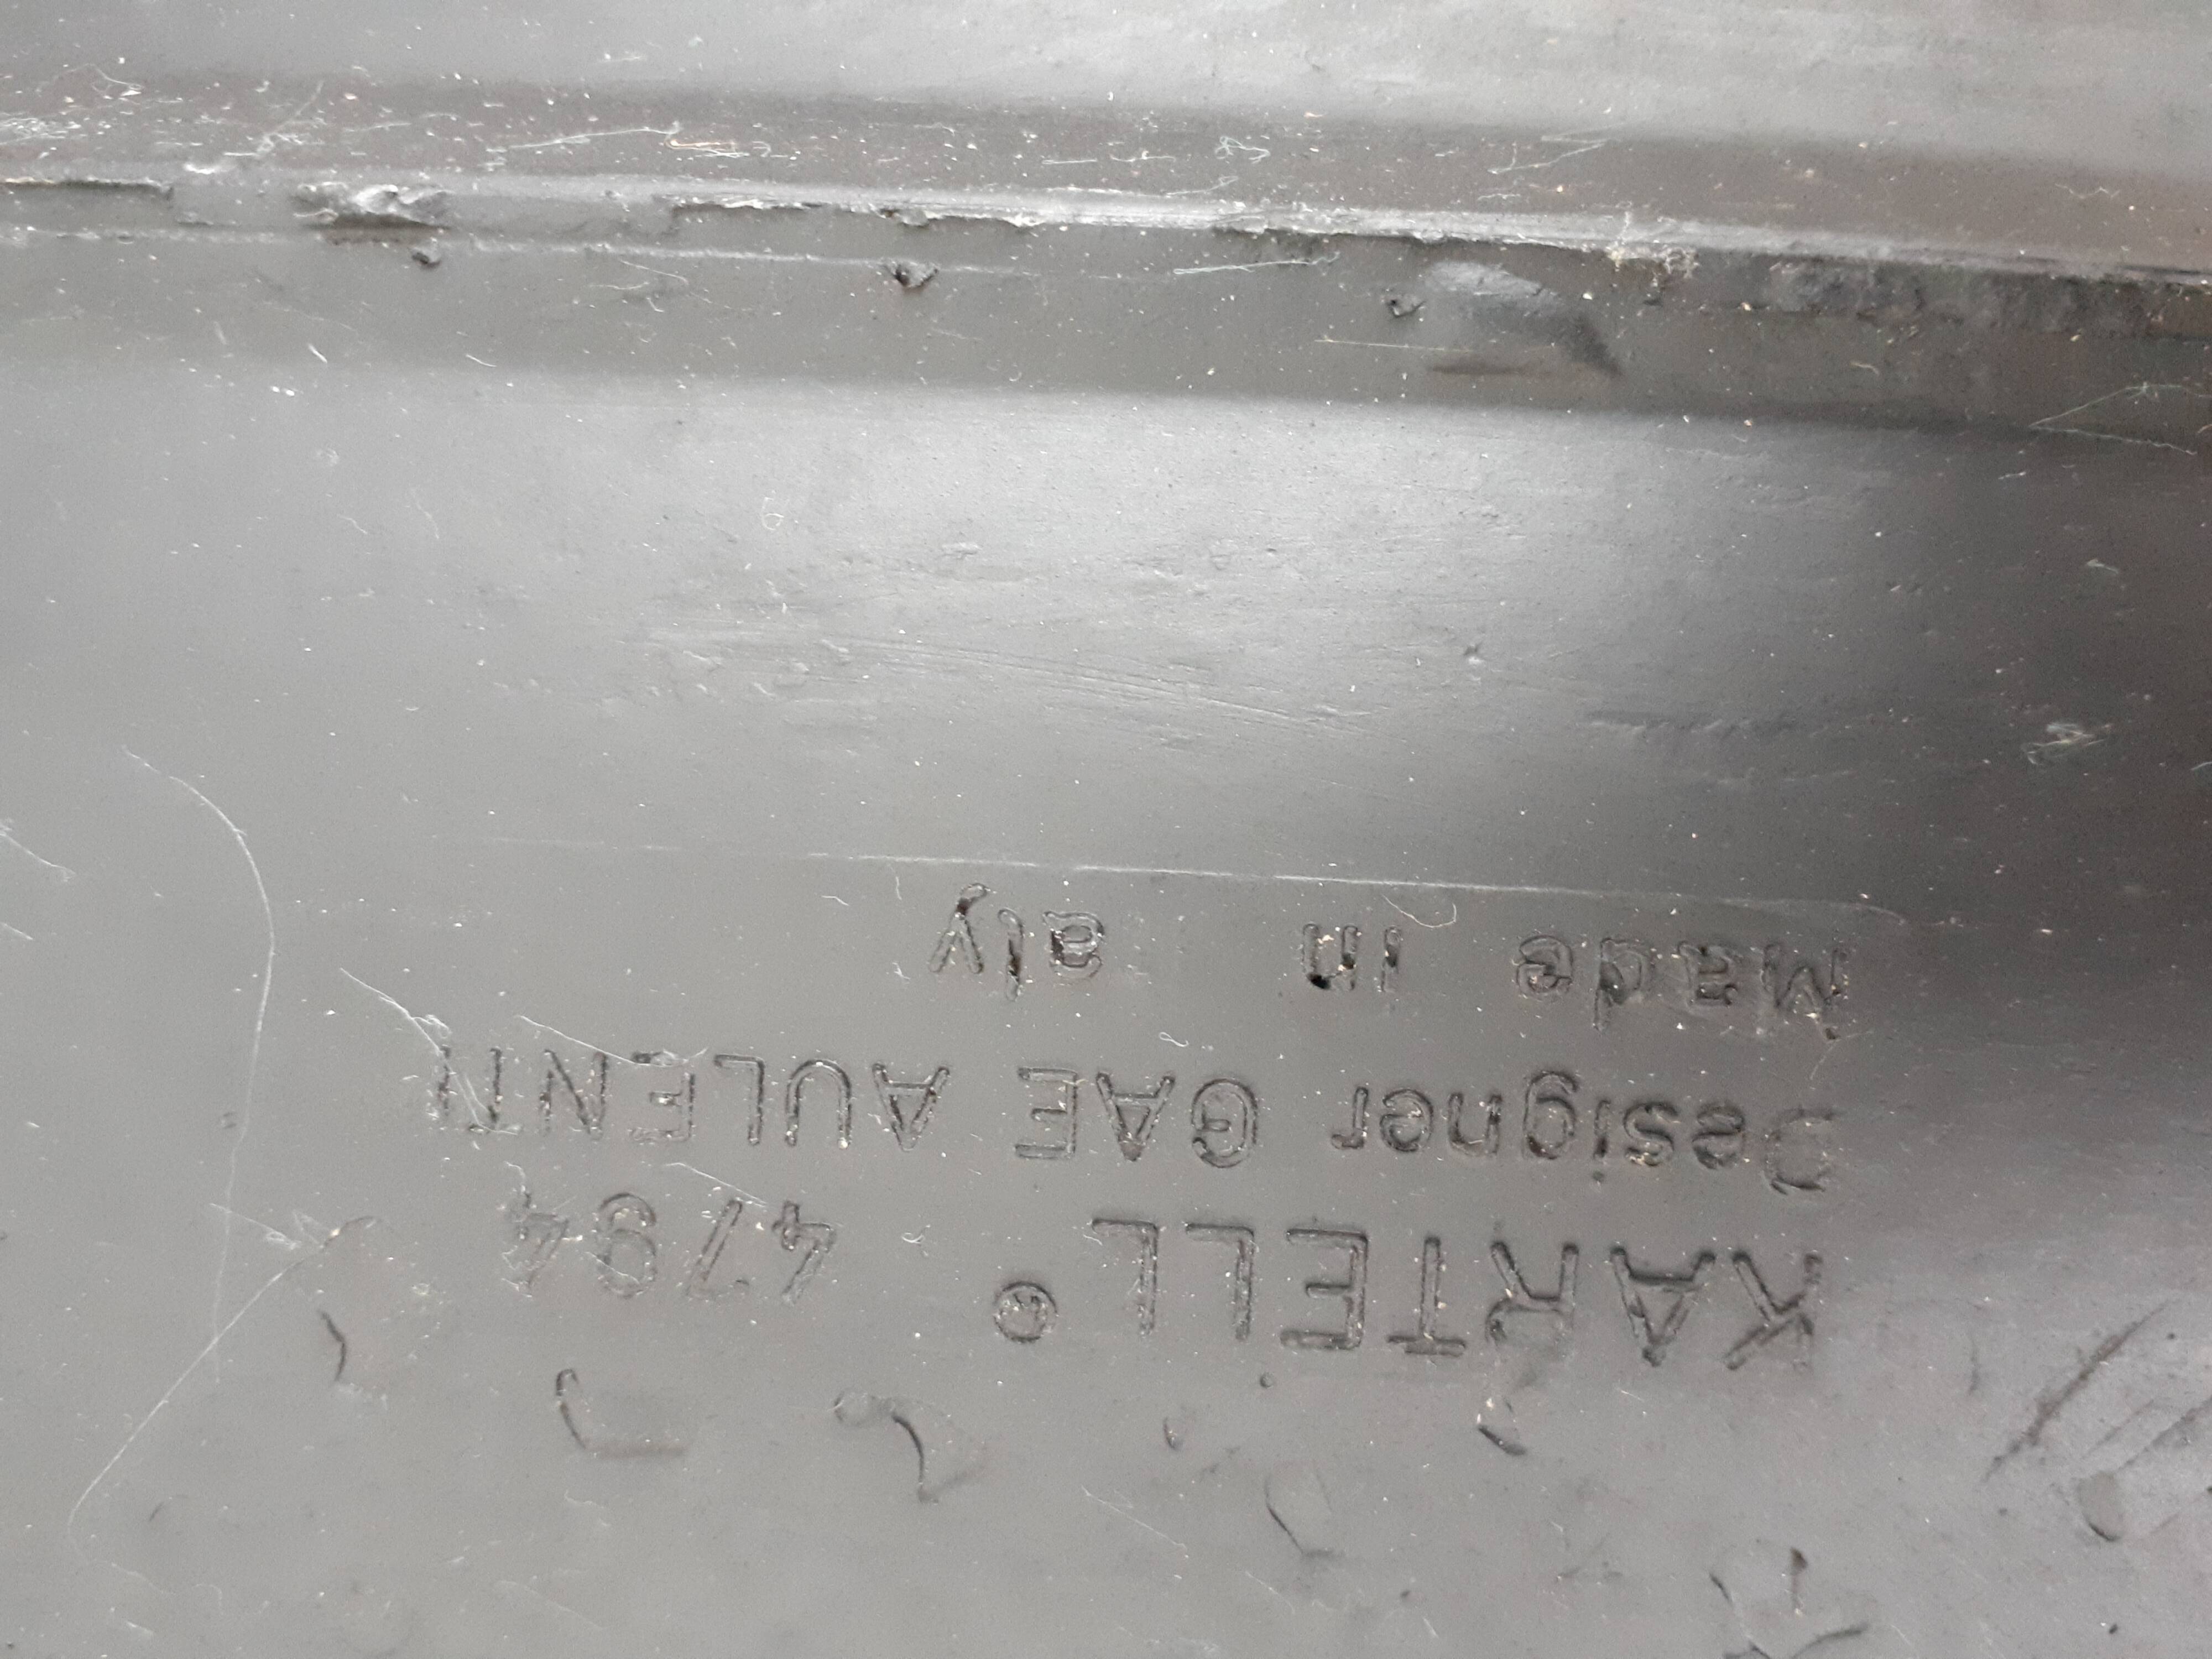 KARTELL ® 4794
Designer GAE AULENTI
Made in aly